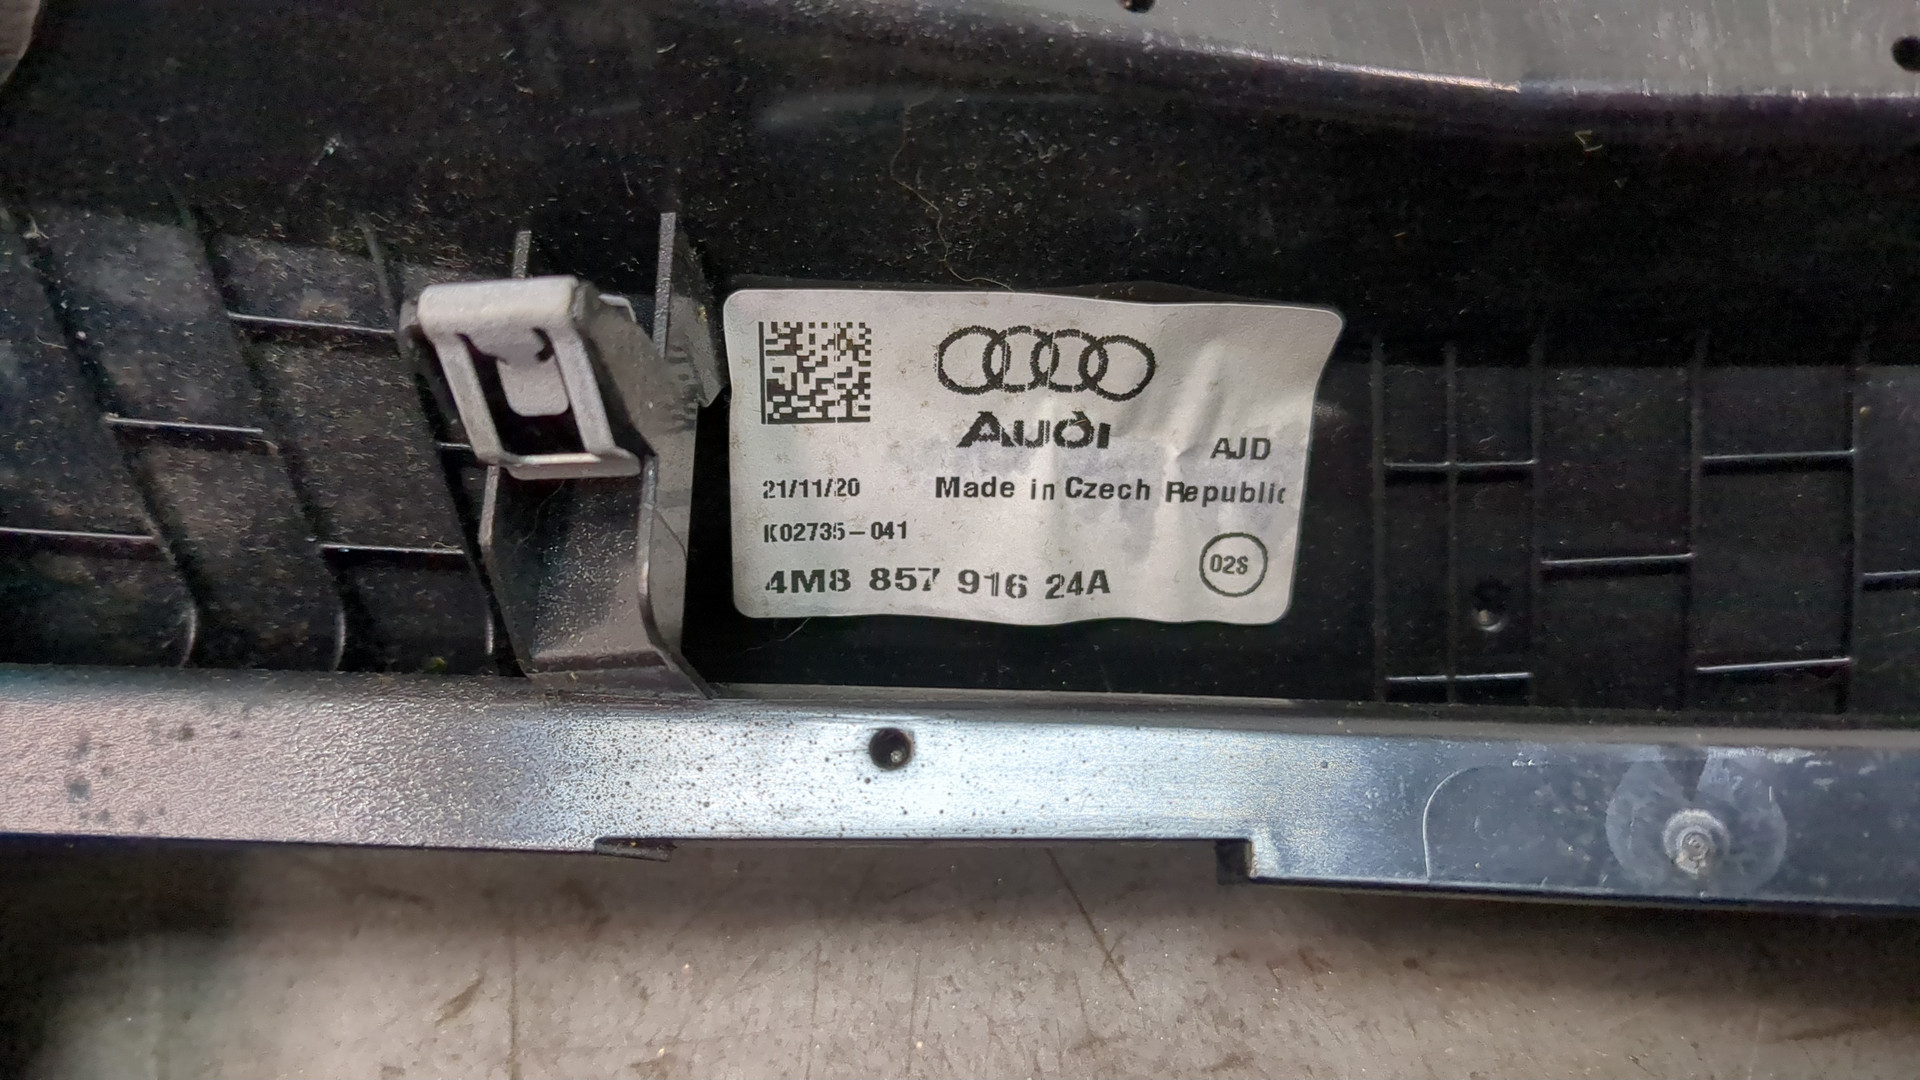 AUDI
AJD
21/11/20 Made in Czech Republic
K02735-041
02S
4M8 857 916 24A